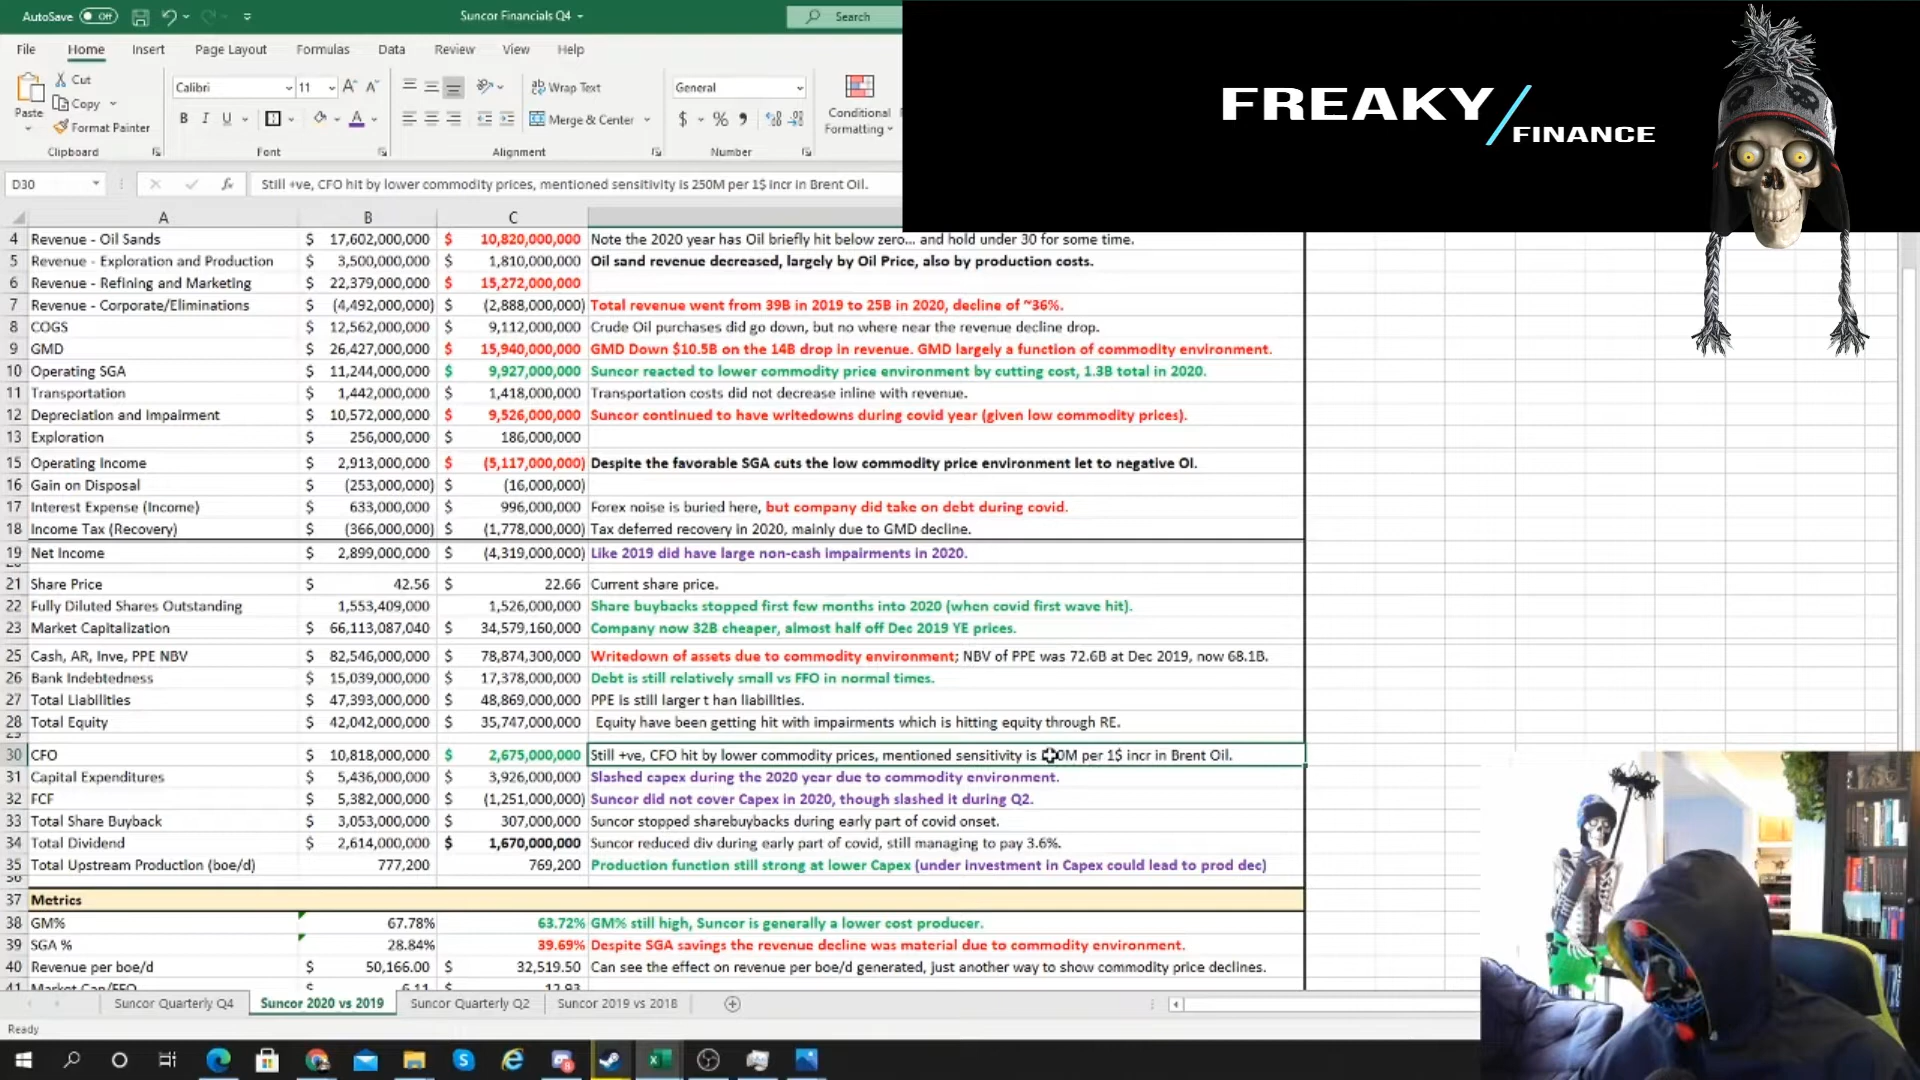 AutoSave Off Suncor Financials Q4 Search
File Home Insert Page Layout Formulas Data Review View Help
Paste Cut Copy Format Painter Clipboard
Calibri 11 B I U Font
Wrap Text Merge & Center Alignment
General $ % Number
Conditional Formatting
FREAKY/FINANCE
D30 fx Still +ve, CFO hit by lower commodity prices, mentioned sensitivity is 250M per 1$ incr in Brent Oil.
A B C
4 Revenue - Oil Sands $ 17,602,000,000 $ 10,820,000,000 Note the 2020 year has Oil briefly hit below zero... and hold under 30 for some time.
5 Revenue - Exploration and Production $ 3,500,000,000 $ 1,810,000,000 Oil sand revenue decreased, largely by Oil Price, also by production costs.
6 Revenue - Refining and Marketing $ 22,379,000,000 $ 15,272,000,000
7 Revenue - Corporate/Eliminations $ (4,492,000,000) $ (2,888,000,000) Total revenue went from 39B in 2019 to 25B in 2020, decline of ~36%.
8 COGS $ 12,562,000,000 $ 9,112,000,000 Crude Oil purchases did go down, but no where near the revenue decline drop.
9 GMD $ 26,427,000,000 $ 15,940,000,000 GMD Down $10.5B on the 14B drop in revenue. GMD largely a function of commodity environment.
10 Operating SGA $ 11,244,000,000 $ 9,927,000,000 Suncor reacted to lower commodity price environment by cutting cost, 1.3B total in 2020.
11 Transportation $ 1,442,000,000 $ 1,418,000,000 Transportation costs did not decrease inline with revenue.
12 Depreciation and Impairment $ 10,572,000,000 $ 9,526,000,000 Suncor continued to have writedowns during covid year (given low commodity prices).
13 Exploration $ 256,000,000 $ 186,000,000
15 Operating Income $ 2,913,000,000 $ (5,117,000,000) Despite the favorable SGA cuts the low commodity price environment let to negative OI.
16 Gain on Disposal $ (253,000,000) $ (16,000,000)
17 Interest Expense (Income) $ 633,000,000 $ 996,000,000 Forex noise is buried here, but company did take on debt during covid.
18 Income Tax (Recovery) $ (366,000,000) $ (1,778,000,000) Tax deferred recovery in 2020, mainly due to GMD decline.
19 Net Income $ 2,899,000,000 $ (4,319,000,000) Like 2019 did have large non-cash impairments in 2020.
21 Share Price $ 42.56 $ 22.66 Current share price.
22 Fully Diluted Shares Outstanding 1,553,409,000 1,526,000,000 Share buybacks stopped first few months into 2020 (when covid first wave hit).
23 Market Capitalization $ 66,113,087,040 $ 34,579,160,000 Company now 32B cheaper, almost half off Dec 2019 YE prices.
25 Cash, AR, Inve, PPE NBV $ 82,546,000,000 $ 78,874,300,000 Writedown of assets due to commodity environment; NBV of PPE was 72.6B at Dec 2019, now 68.1B.
26 Bank Indebtedness $ 15,039,000,000 $ 17,378,000,000 Debt is still relatively small vs FFO in normal times.
27 Total Liabilities $ 47,393,000,000 $ 48,869,000,000 PPE is still larger t han liabilities.
28 Total Equity $ 42,042,000,000 $ 35,747,000,000 Equity have been getting hit with impairments which is hitting equity through RE.
30 CFO $ 10,818,000,000 $ 2,675,000,000 Still +ve, CFO hit by lower commodity prices, mentioned sensitivity is 0M per 1$ incr in Brent Oil.
31 Capital Expenditures $ 5,436,000,000 $ 3,926,000,000 Slashed capex during the 2020 year due to commodity environment.
32 FCF $ 5,382,000,000 $ (1,251,000,000) Suncor did not cover Capex in 2020, though slashed it during Q2.
33 Total Share Buyback $ 3,053,000,000 $ 307,000,000 Suncor stopped sharebuybacks during early part of covid onset.
34 Total Dividend $ 2,614,000,000 $ 1,670,000,000 Suncor reduced div during early part of covid, still managing to pay 3.6%.
35 Total Upstream Production (boe/d) 777,200 769,200 Production function still strong at lower Capex (under investment in Capex could lead to prod dec)
37 Metrics
38 GM% 67.78% 63.72% GM% still high, Suncor is generally a lower cost producer.
39 SGA % 28.84% 39.69% Despite SGA savings the revenue decline was material due to commodity environment.
40 Revenue per boe/d $ 50,166.00 $ 32,519.50 Can see the effect on revenue per boe/d generated, just another way to show commodity price declines.
41 Market Cap/FFO 6.11 12.93
Suncor Quarterly Q4 Suncor 2020 vs 2019 Suncor Quarterly Q2 Suncor 2019 vs 2018
Ready